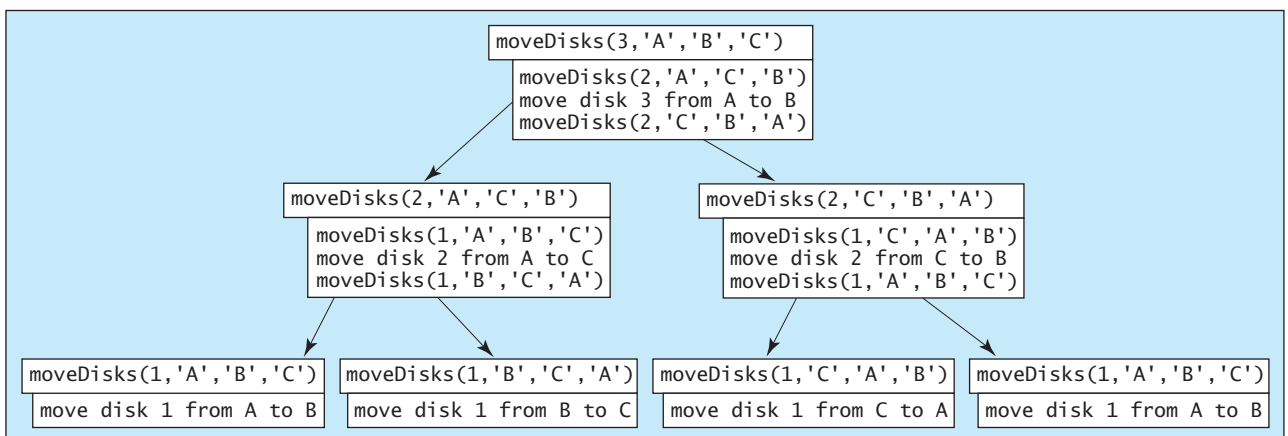 moveDisks(3,'A','B','C')
moveDisks(2,'A','C','B')
move disk 3 from A to B
moveDisks(2,'C','B','A')
moveDisks(2,'A','C','B')
moveDisks(1,'A','B','C')
move disk 2 from A to C
moveDisks(1,'B','C','A')
moveDisks(2,'C','B','A')
moveDisks(1,'C','A','B')
move disk 2 from C to B
moveDisks(1,'A','B','C')
moveDisks(1,'A','B','C')
move disk 1 from A to B
moveDisks(1,'B','C','A')
move disk 1 from B to C
moveDisks(1,'C','A','B')
move disk 1 from C to A
moveDisks(1,'A','B','C')
move disk 1 from A to B